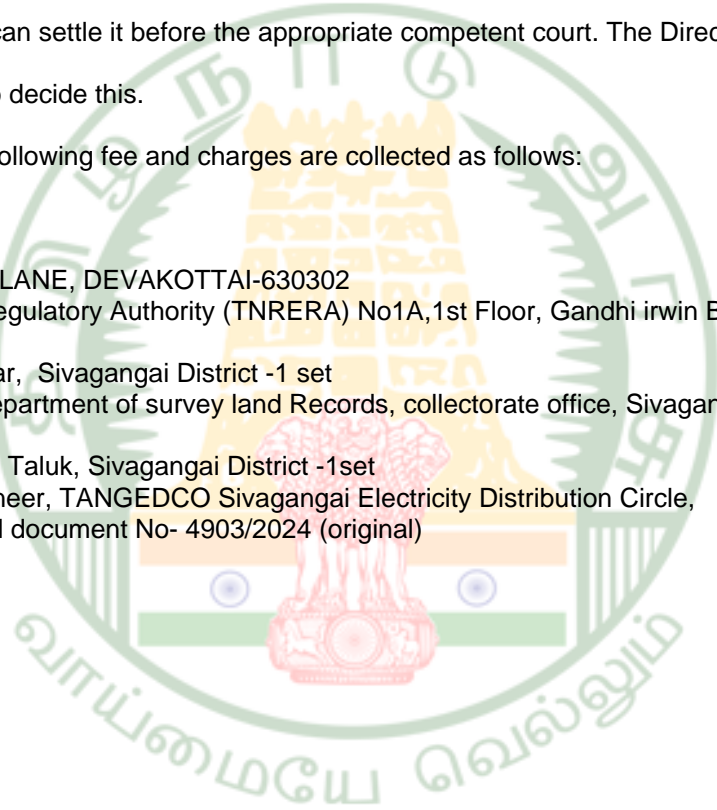 can settle it before the appropriate competent court. The Direc
o decide this.
ollowing fee and charges are collected as follows:
LANE, DEVAKOTTAI-630302
egulatory Authority (TNRERA) No1A,1st Floor, Gandhi irwin B
ar, Sivagangai District -1 set
epartment of survey land Records, collectorate office, Sivagan
Taluk, Sivagangai District -1set
neer, TANGEDCO Sivagangai Electricity Distribution Circle,
d document No- 4903/2024 (original)
தமிழ்நாடு அரசு
வாய்மையே வெல்லும்